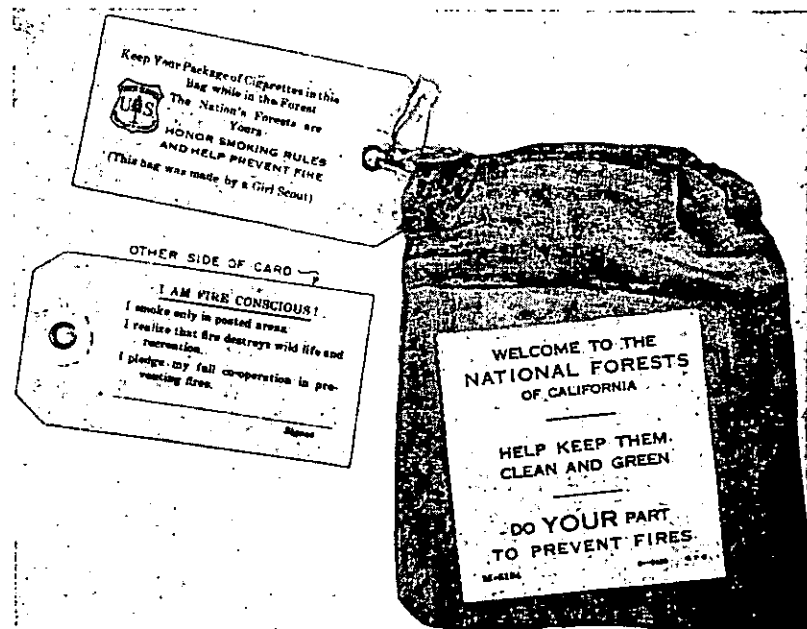 Keep Your Package of Cigarettes in this
Bag while in the Forest
The Nation's Forests are
Yours
U S
HONOR SMOKING RULES
AND HELP PREVENT FIRE
(This bag was made by a Girl Scout)
OTHER SIDE OF CARD
I AM FIRE CONSCIOUS!
I smoke only in posted areas.
I realize that fire destroys wild life and
recreation.
I pledge my full co-operation in pre-
venting fires.
Signed
WELCOME TO THE
NATIONAL FORESTS
OF CALIFORNIA
HELP KEEP THEM
CLEAN AND GREEN
DO YOUR PART
TO PREVENT FIRES